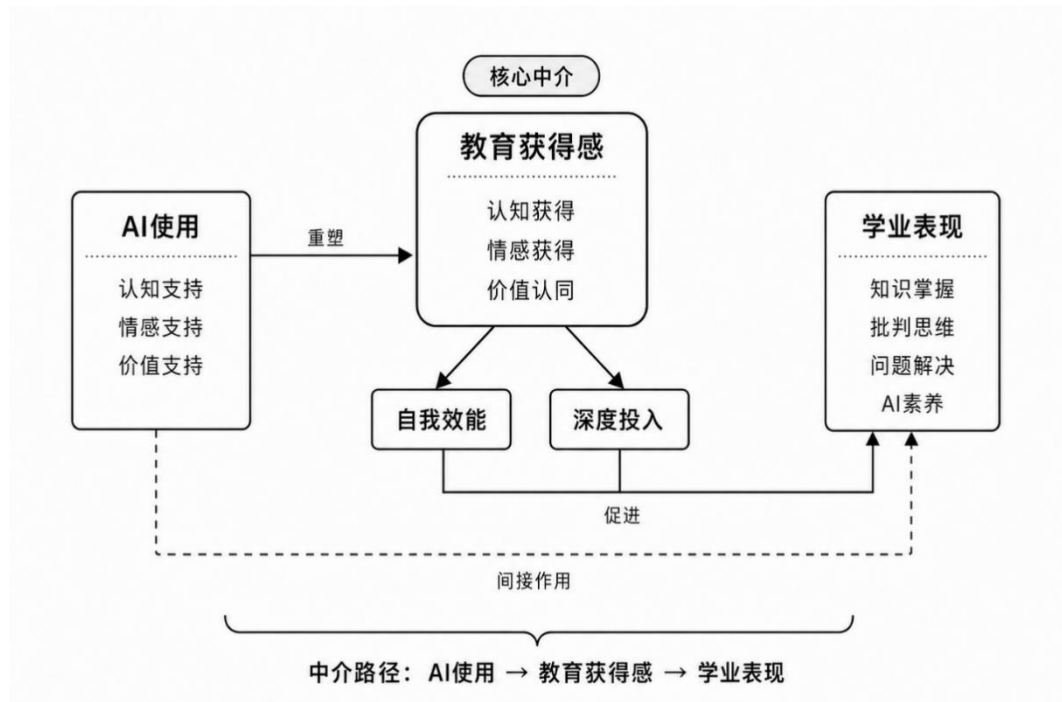 核心中介
教育获得感
认知获得
情感获得
价值认同
AI使用
认知支持
情感支持
价值支持
重塑
学业表现
知识掌握
批判思维
问题解决
AI素养
自我效能
深度投入
促进
间接作用
中介路径： AI使用 → 教育获得感 → 学业表现